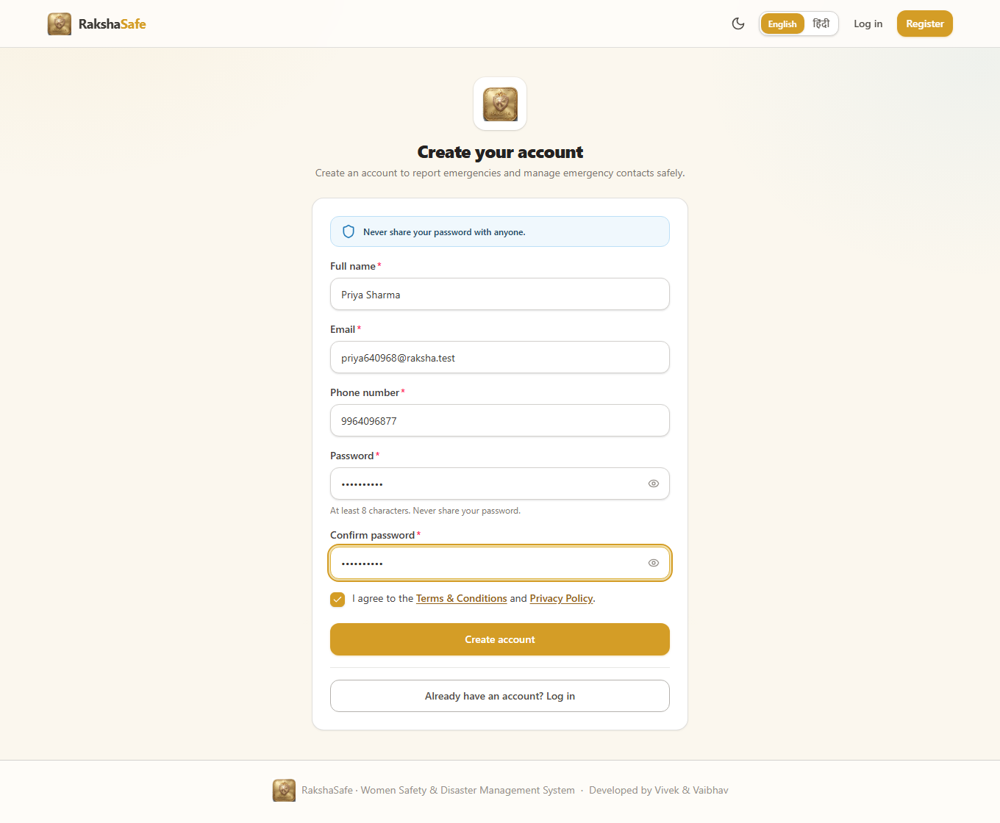 RakshaSafe
English
हिंदी
Log in
Register
Create your account
Create an account to report emergencies and manage emergency contacts safely.
Never share your password with anyone.
Full name*
Priya Sharma
Email*
priya640968@raksha.test
Phone number*
9964096877
Password*
••••••••••
At least 8 characters. Never share your password.
Confirm password*
••••••••••
I agree to the Terms & Conditions and Privacy Policy.
Create account
Already have an account? Log in
RakshaSafe · Women Safety & Disaster Management System · Developed by Vivek & Vaibhav